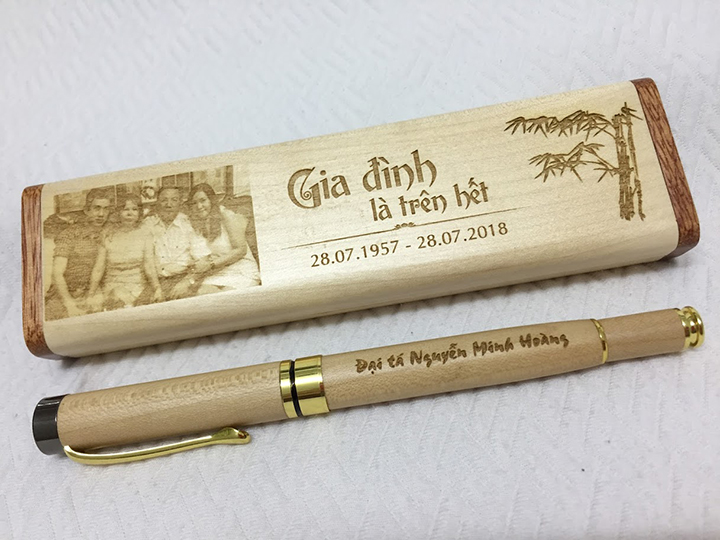 Gia đình
là trên hết
28.07.1957 - 28.07.2018
Đại tá Nguyễn Minh Hoàng